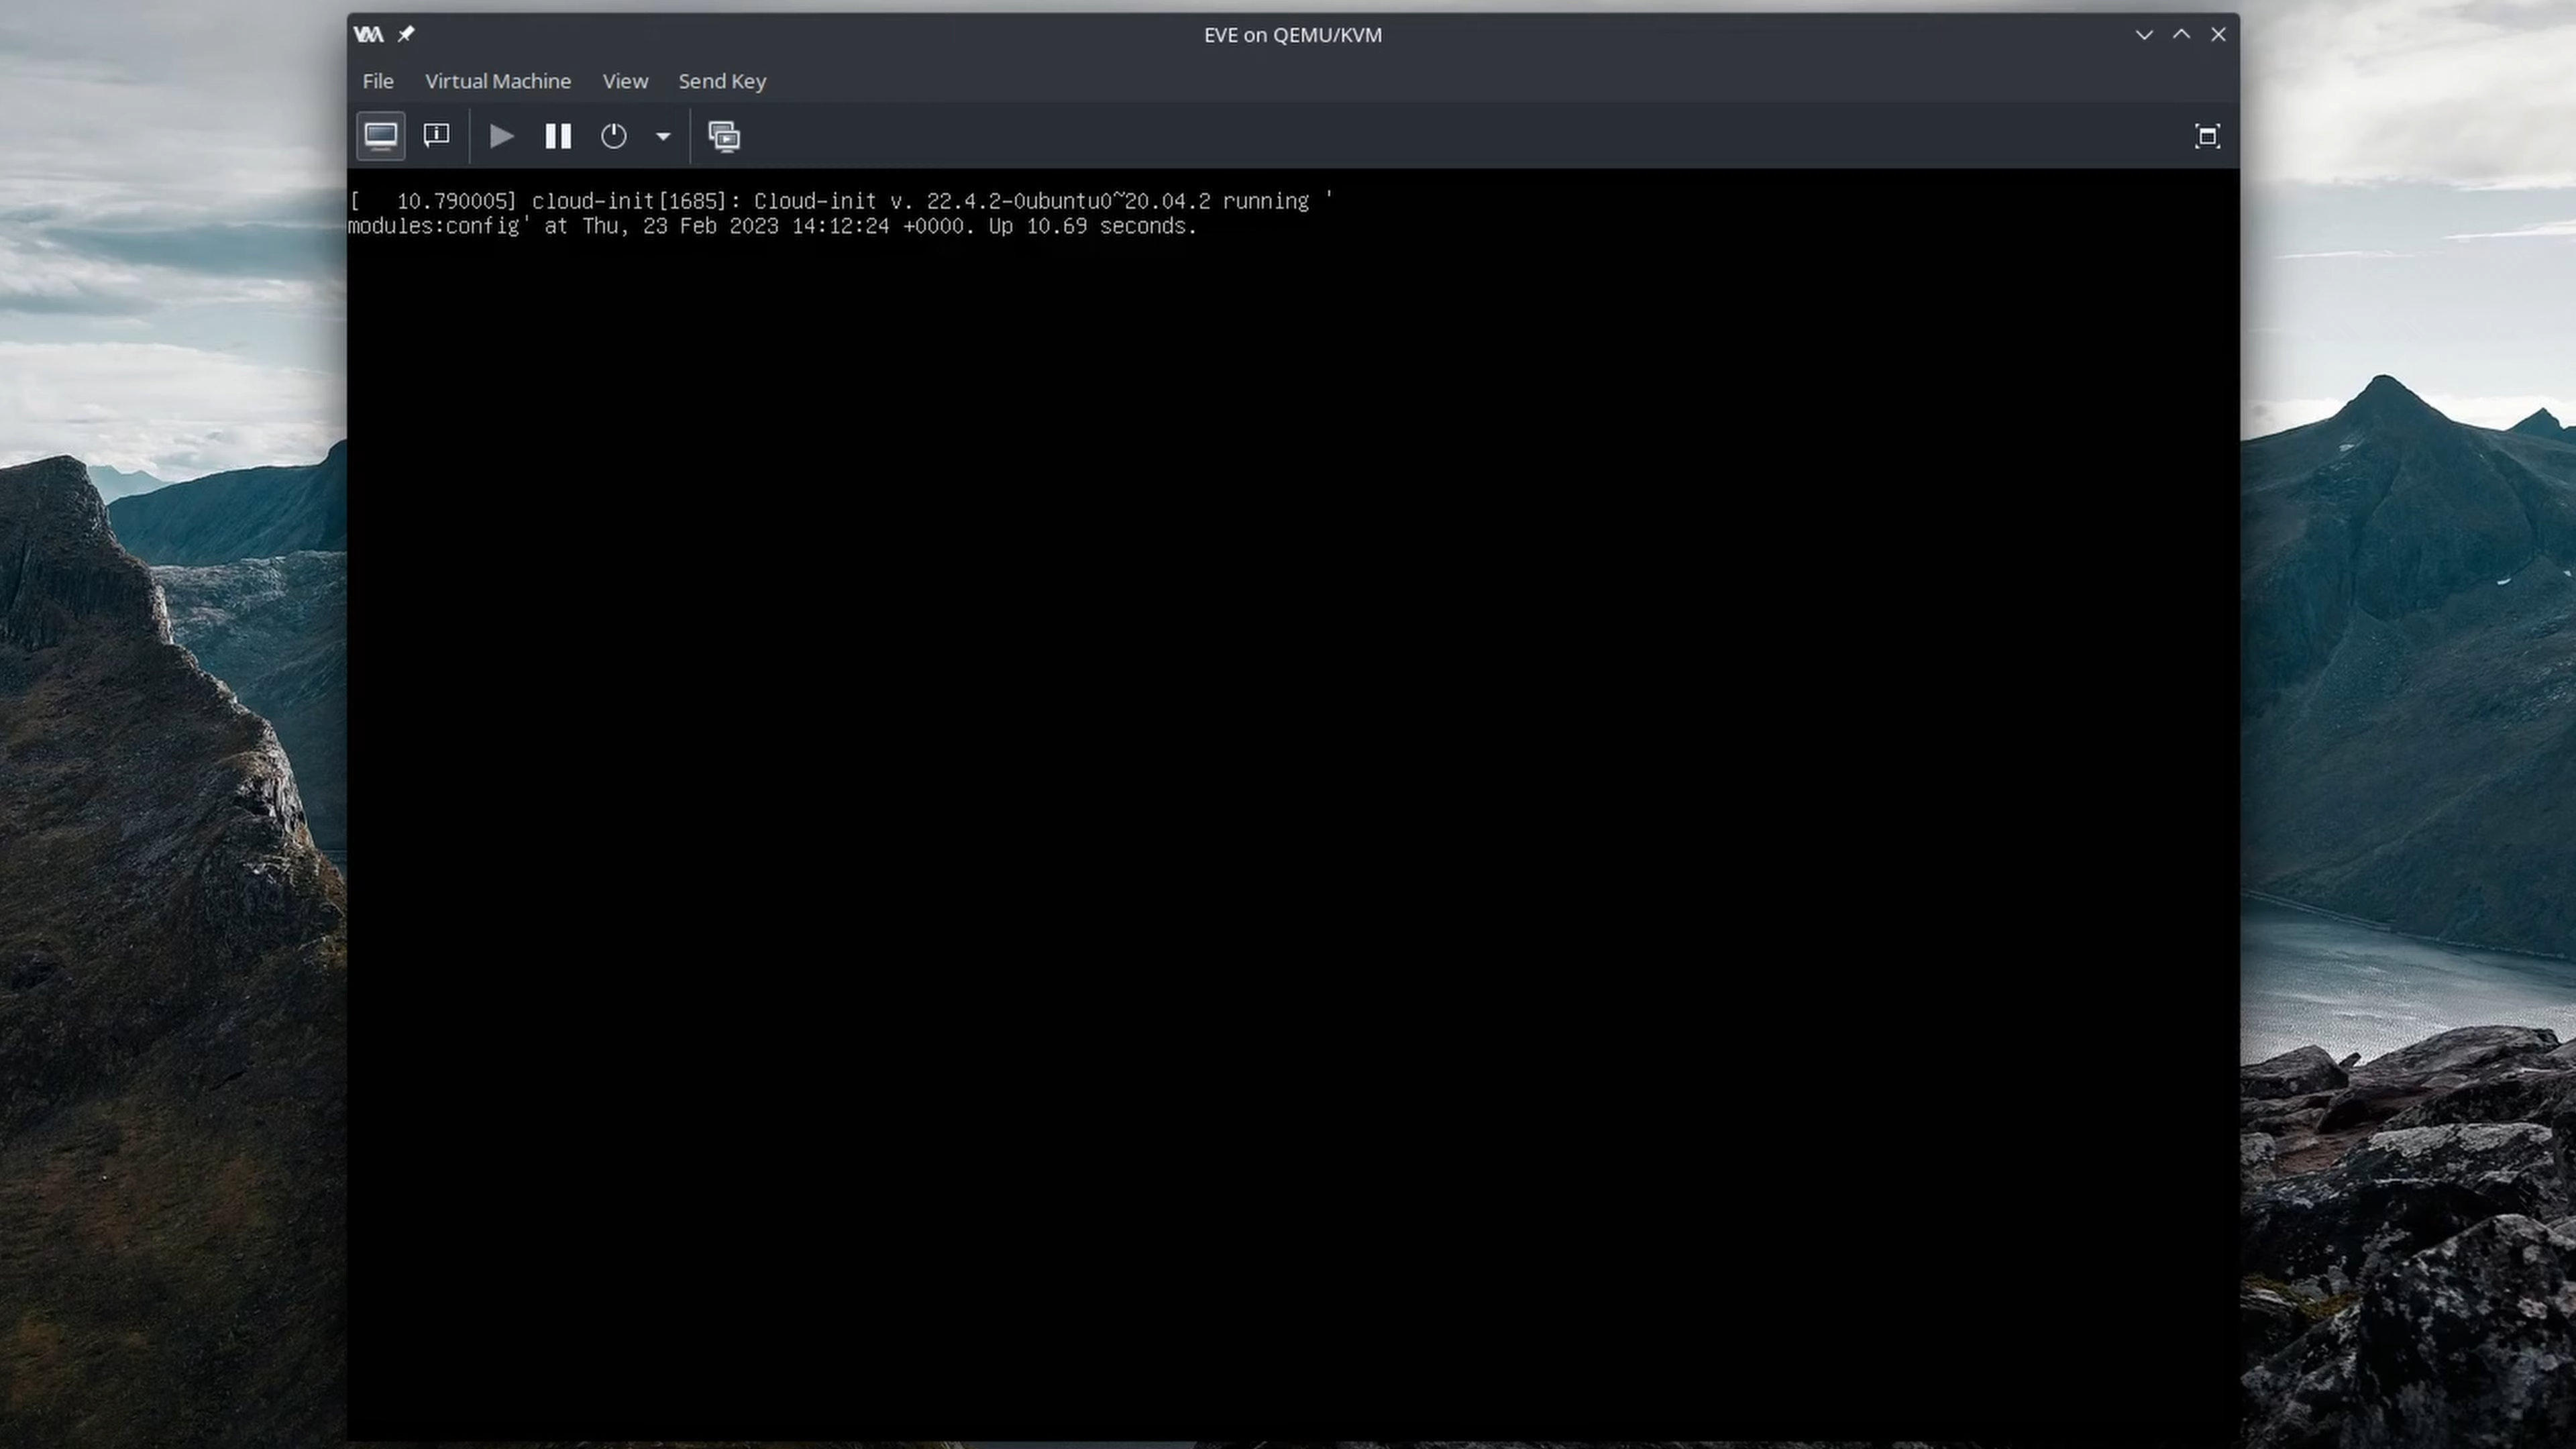 EVE on QEMU/KVM
File Virtual Machine View Send Key
[   10.790005] cloud-init[1685]: Cloud-init v. 22.4.2-0ubuntu0~20.04.2 running '
modules:config' at Thu, 23 Feb 2023 14:12:24 +0000. Up 10.69 seconds.